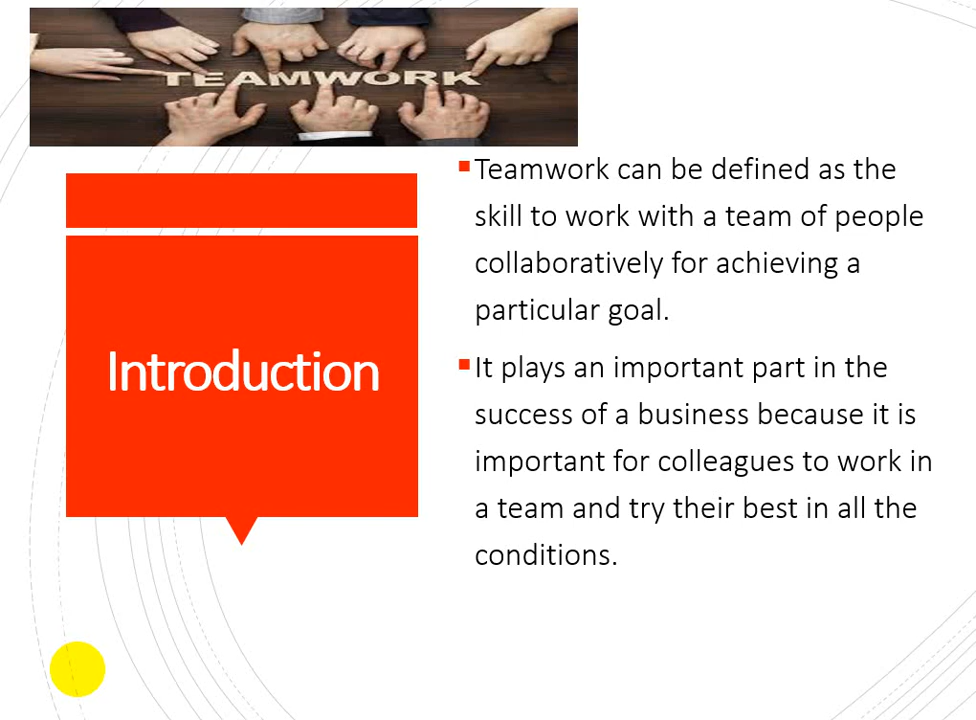 TEAMWORK
Introduction
Teamwork can be defined as the
skill to work with a team of people
collaboratively for achieving a
particular goal.
It plays an important part in the
success of a business because it is
important for colleagues to work in
a team and try their best in all the
conditions.